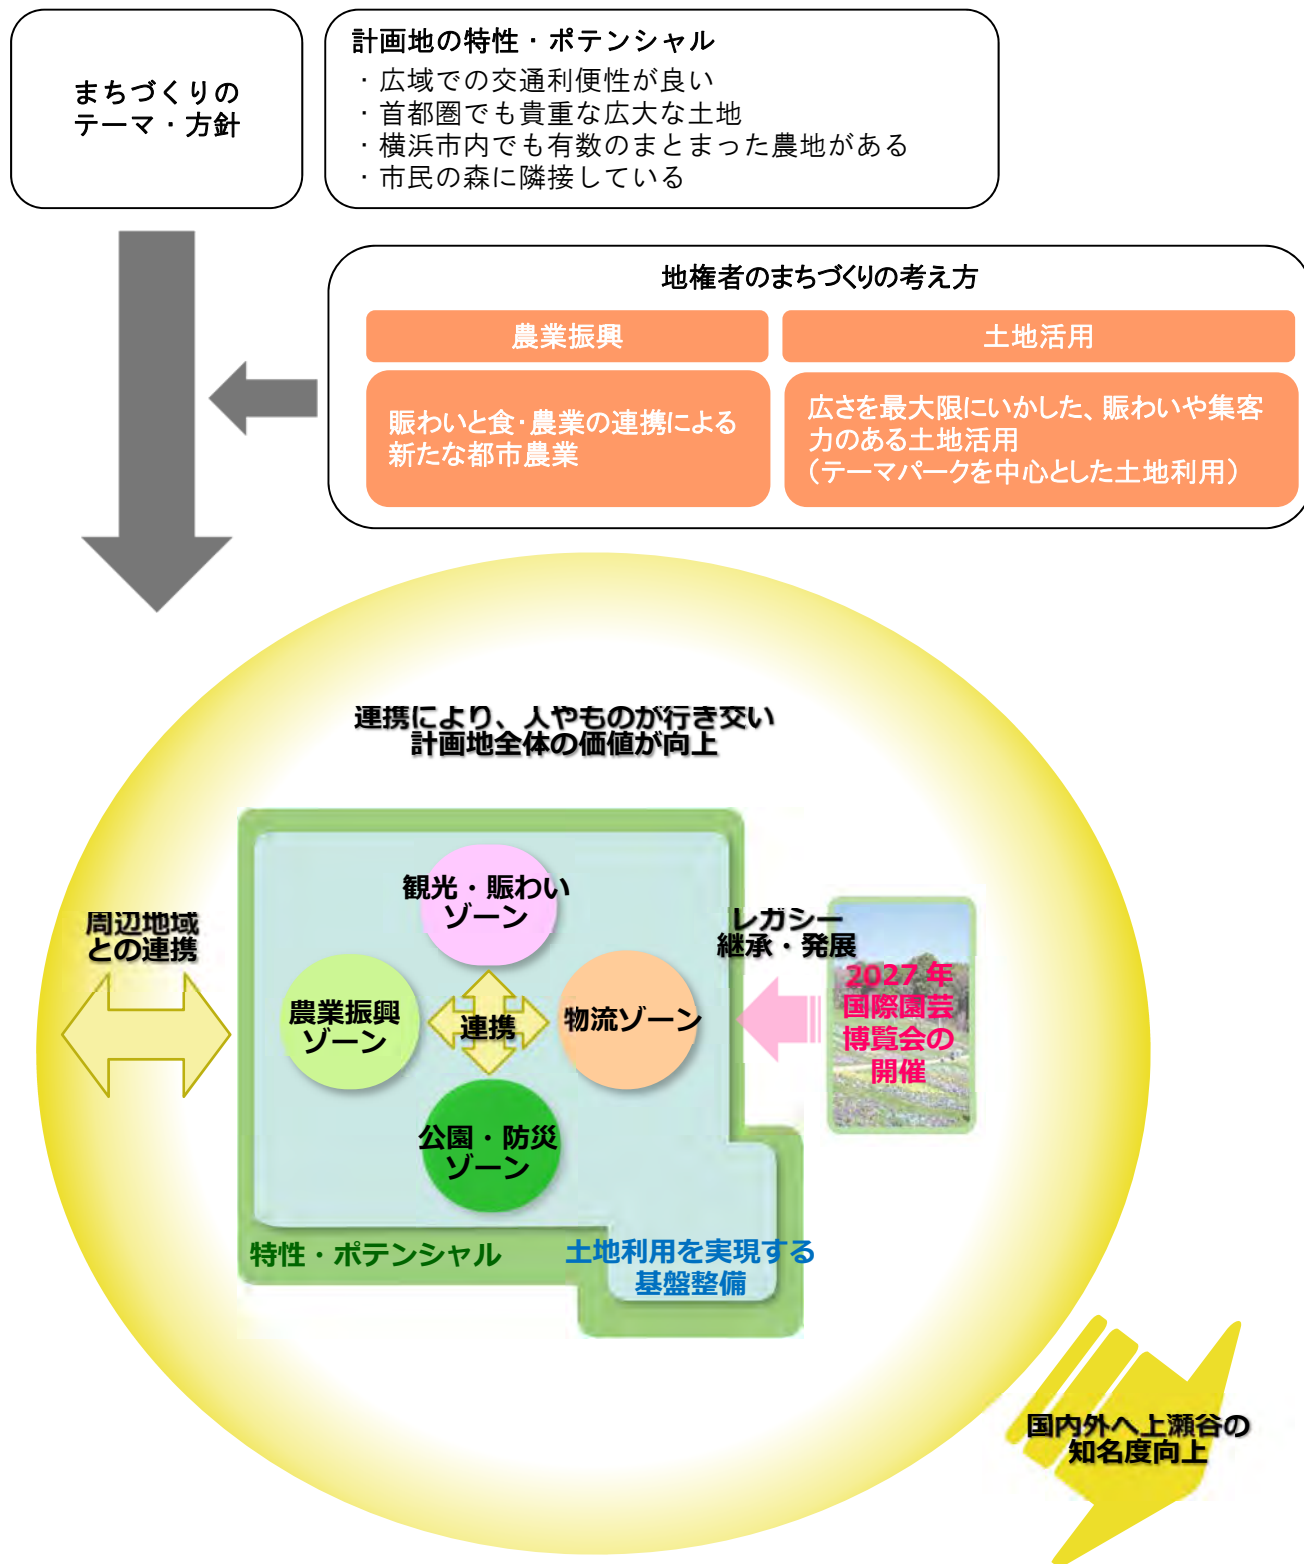 まちづくりの
テーマ・方針
計画地の特性・ポテンシャル
・広域での交通利便性が良い
・首都圏でも貴重な広大な土地
・横浜市内でも有数のまとまった農地がある
・市民の森に隣接している
地権者のまちづくりの考え方
農業振興
土地活用
賑わいと食・農業の連携による
新たな都市農業
広さを最大限にいかした、賑わいや集客
力のある土地活用
（テーマパークを中心とした土地利用）
連携により、人やものが行き交い
計画地全体の価値が向上
観光・賑わい
ゾーン
周辺地域
との連携
農業振興
ゾーン
連携
物流ゾーン
公園・防災
ゾーン
レガシー
継承・発展
2027 年
国際園芸
博覧会の
開催
特性・ポテンシャル
土地利用を実現する
基盤整備
国内外へ上瀬谷の
知名度向上